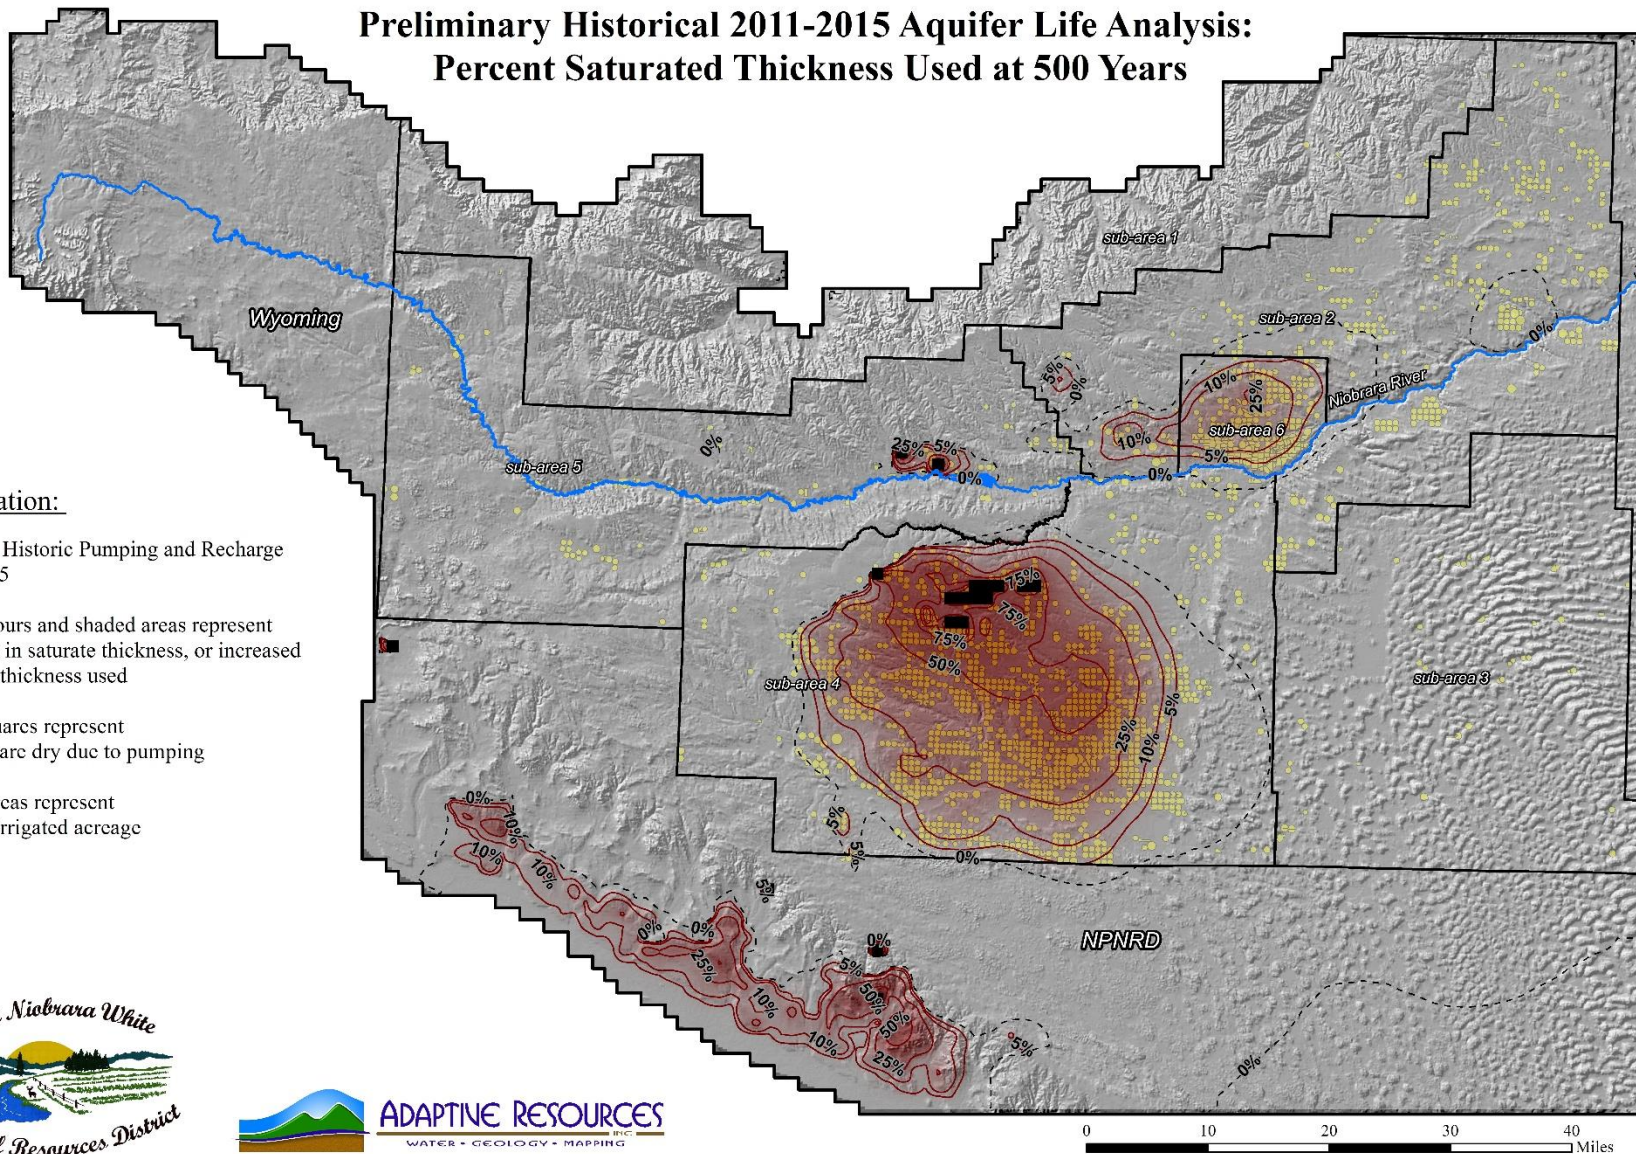 Preliminary Historical 2011-2015 Aquifer Life Analysis:
Percent Saturated Thickness Used at 500 Years
sub-area 1
Wyoming
sub-area 2
0%
5%
0%
10%
25%
Niobrara River
10%
sub-area 6
5%
0%
0%
25%
5%
0%
sub-area 5
ation:
Historic Pumping and Recharge
5
ours and shaded areas represent
in saturate thickness, or increased
thickness used
uares represent
are dry due to pumping
eas represent
irrigated acreage
75%
75%
75%
50%
sub-area 4
sub-area 3
5%
25%
10%
5%
5%
0%
0%
10%
10%
10%
5%
0%
0%
25%
0%
NPNRD
5%
50%
10%
50%
10%
25%
5%
0%
Niobrara White
Resources District
ADAPTIVE RESOURCES
INC.
WATER - GEOLOGY - MAPPING
0 10 20 30 40
Miles